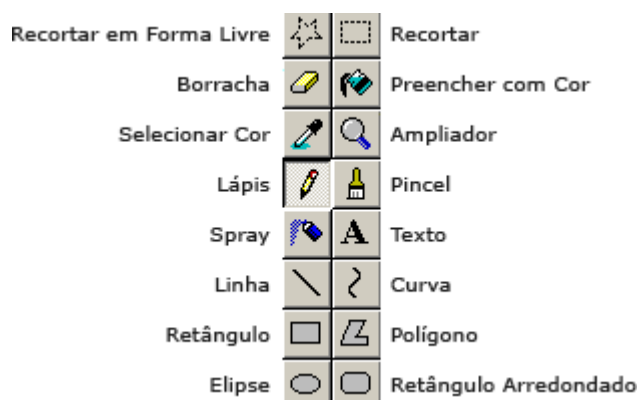 Recortar em Forma Livre Recortar
Borracha Preencher com Cor
Selecionar Cor Ampliador
Lápis Pincel
Spray A Texto
Linha Curva
Retângulo Polígono
Elipse Retângulo Arredondado